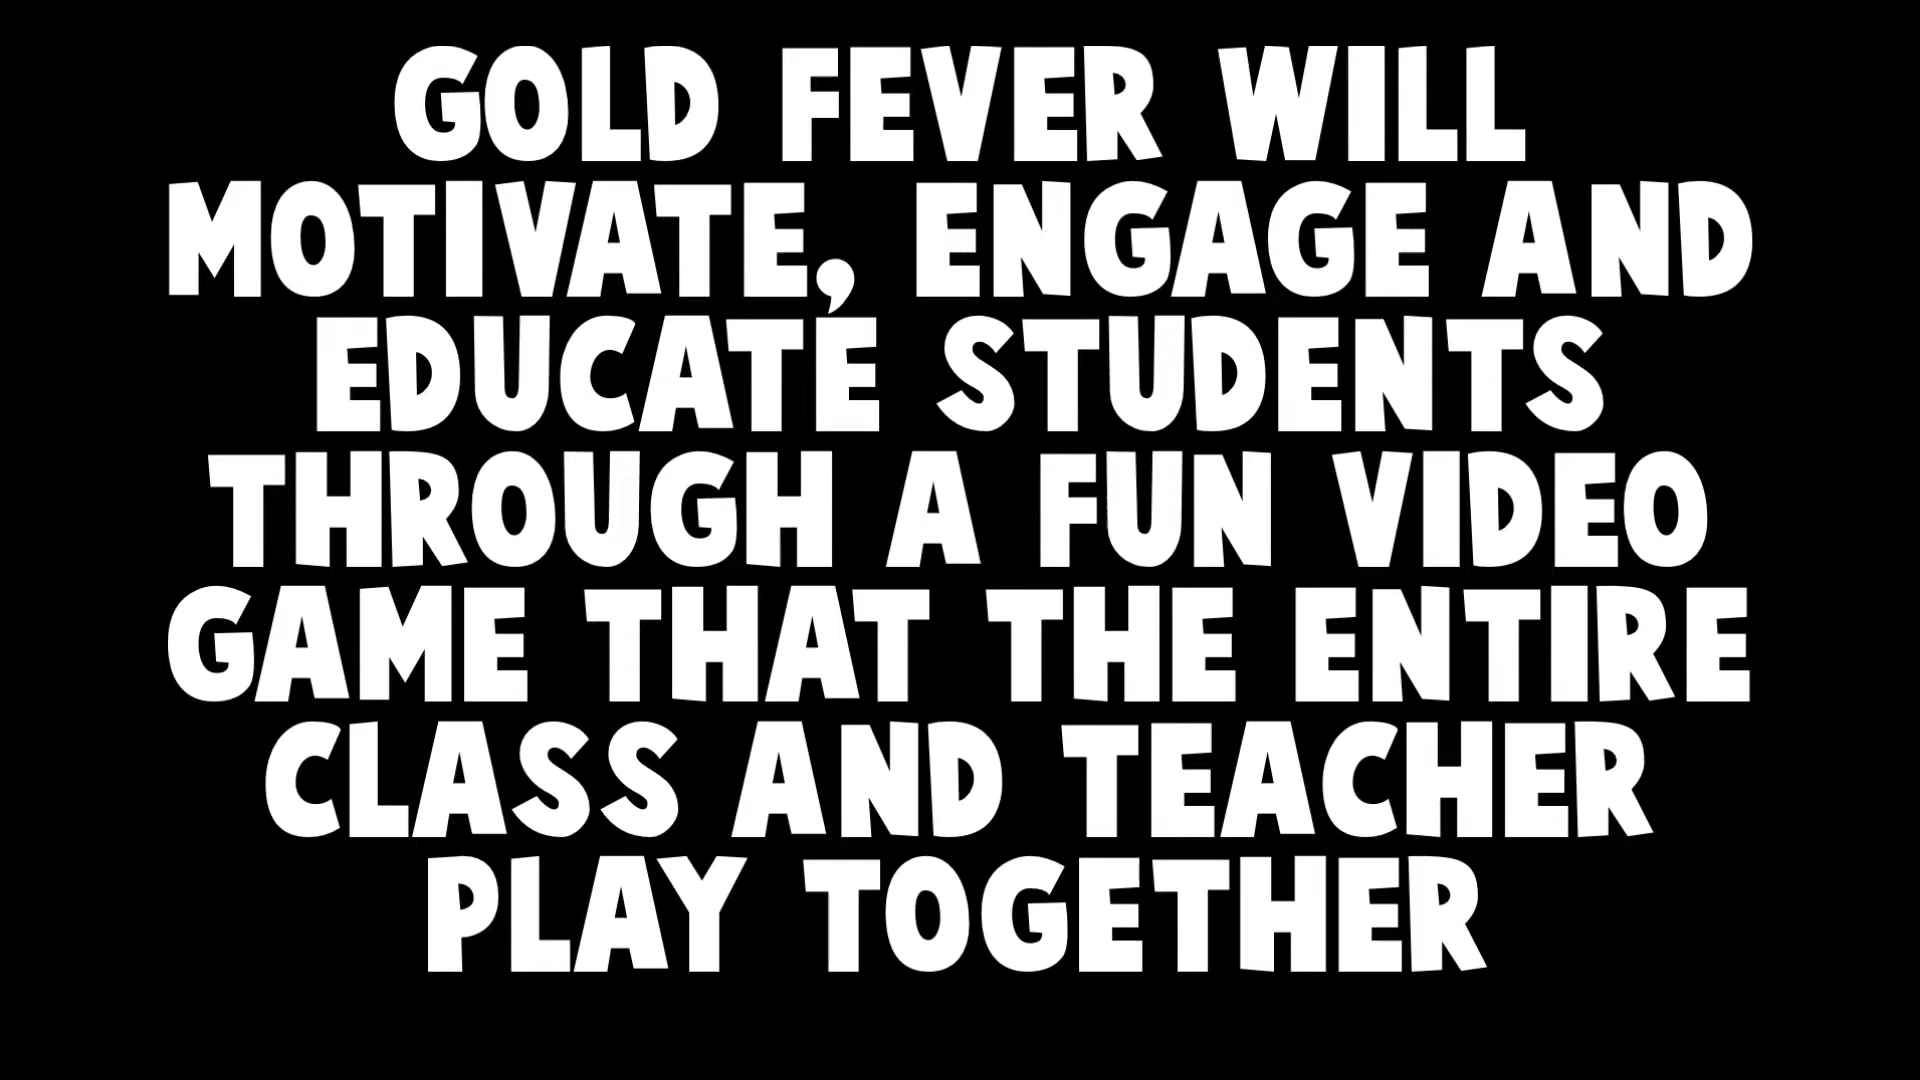 GOLD FEVER WILL
MOTIVATE, ENGAGE AND
EDUCATE STUDENTS
THROUGH A FUN VIDEO
GAME THAT THE ENTIRE
CLASS AND TEACHER
PLAY TOGETHER